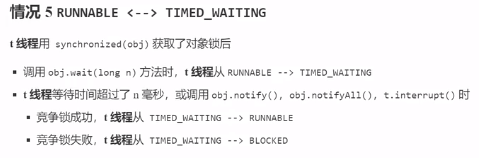 情况 5 RUNNABLE <--> TIMED_WAITING
t 线程用 synchronized(obj) 获取了对象锁后
▪ 调用 obj.wait(long n) 方法时，t 线程从 RUNNABLE --> TIMED_WAITING
▪ t 线程等待时间超过了 n 毫秒，或调用 obj.notify(), obj.notifyAll(), t.interrupt() 时
▪ 竞争锁成功，t 线程从 TIMED_WAITING --> RUNNABLE
▪ 竞争锁失败，t 线程从 TIMED_WAITING --> BLOCKED